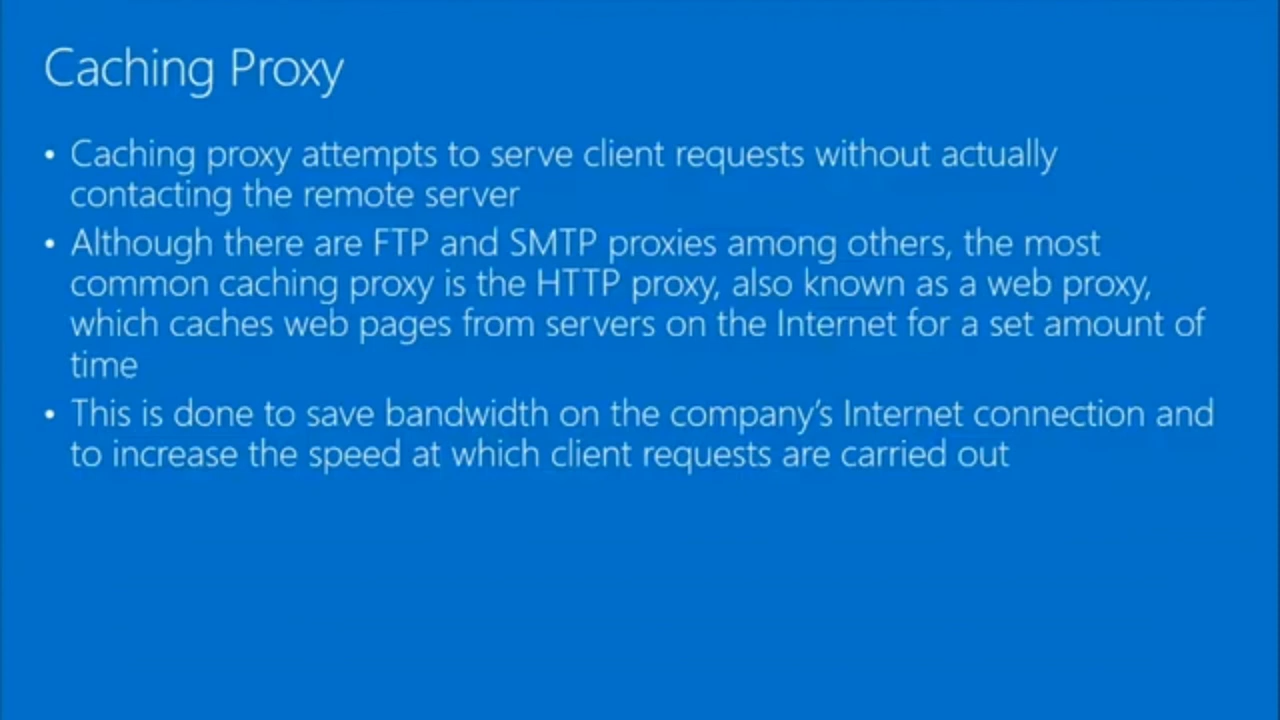 Caching Proxy
• Caching proxy attempts to serve client requests without actually
contacting the remote server
• Although there are FTP and SMTP proxies among others, the most
common caching proxy is the HTTP proxy, also known as a web proxy,
which caches web pages from servers on the Internet for a set amount of
time
• This is done to save bandwidth on the company’s Internet connection and
to increase the speed at which client requests are carried out